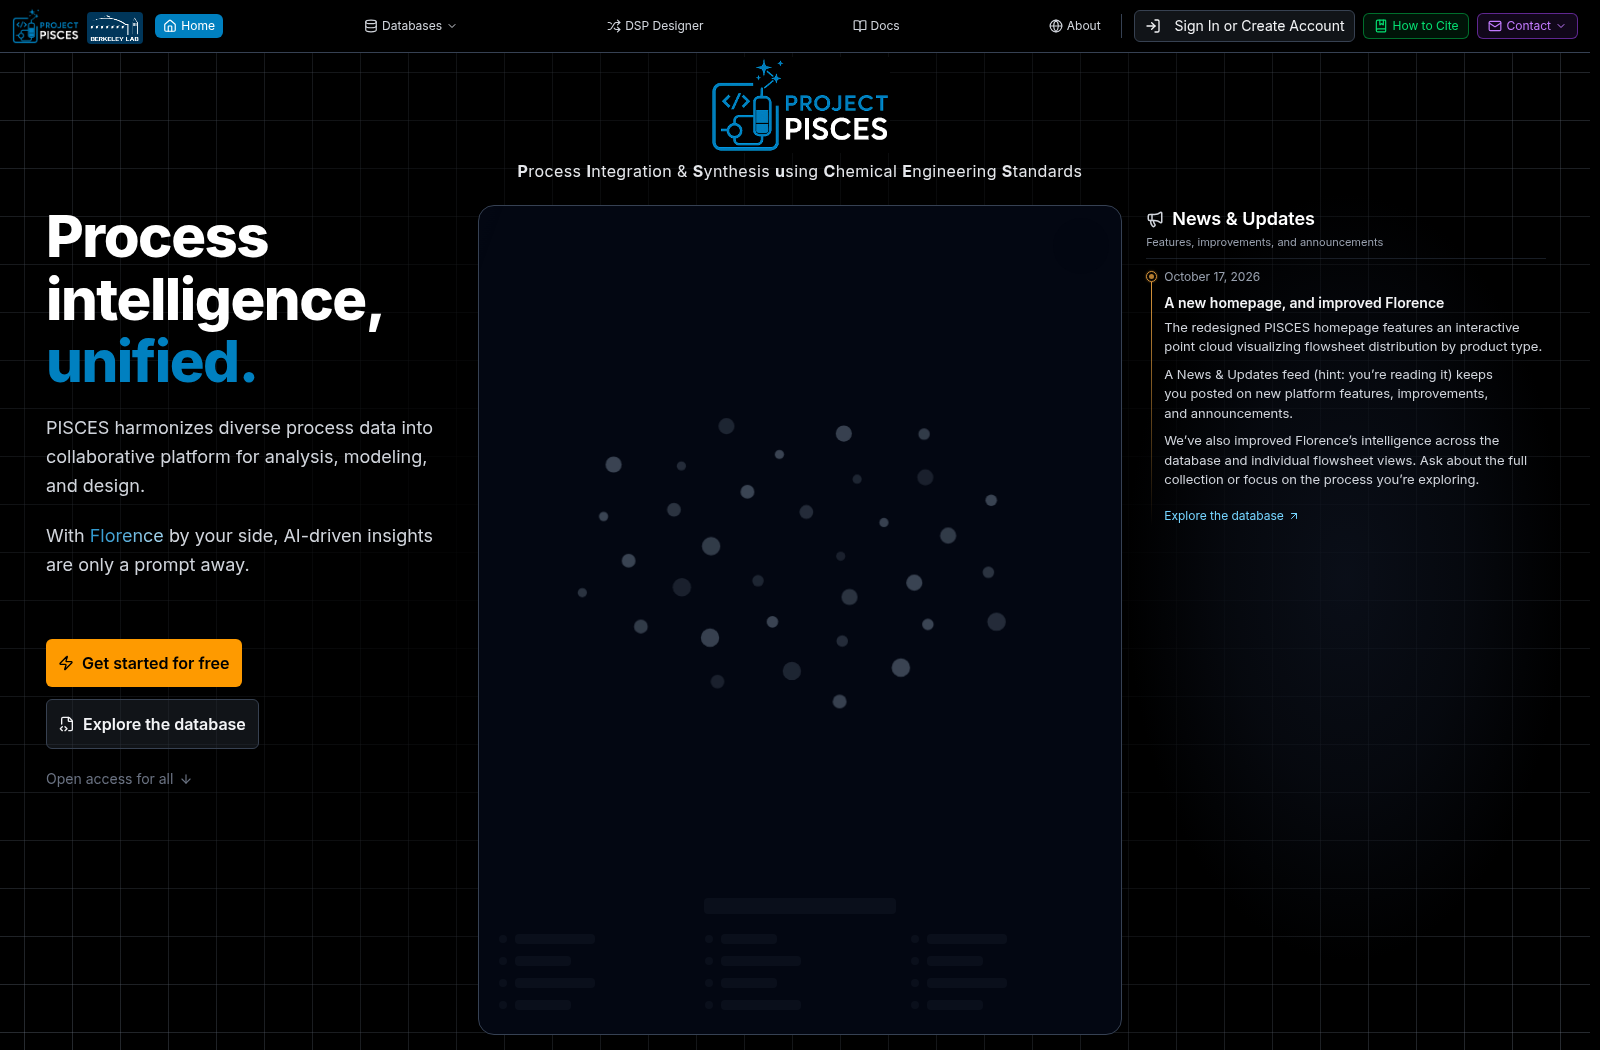 PROJECT
PISCES
BERKELEY LAB
Home
Databases
DSP Designer
Docs
About
Sign In or Create Account
How to Cite
Contact
PROJECT
PISCES
Process Integration & Synthesis using Chemical Engineering Standards
Process
intelligence,
unified.
PISCES harmonizes diverse process data into
collaborative platform for analysis, modeling,
and design.
With Florence by your side, AI-driven insights
are only a prompt away.
Get started for free
Explore the database
Open access for all
News & Updates
Features, improvements, and announcements
October 17, 2026
A new homepage, and improved Florence
The redesigned PISCES homepage features an interactive
point cloud visualizing flowsheet distribution by product type.
A News & Updates feed (hint: you’re reading it) keeps
you posted on new platform features, improvements,
and announcements.
We’ve also improved Florence’s intelligence across the
database and individual flowsheet views. Ask about the full
collection or focus on the process you’re exploring.
Explore the database